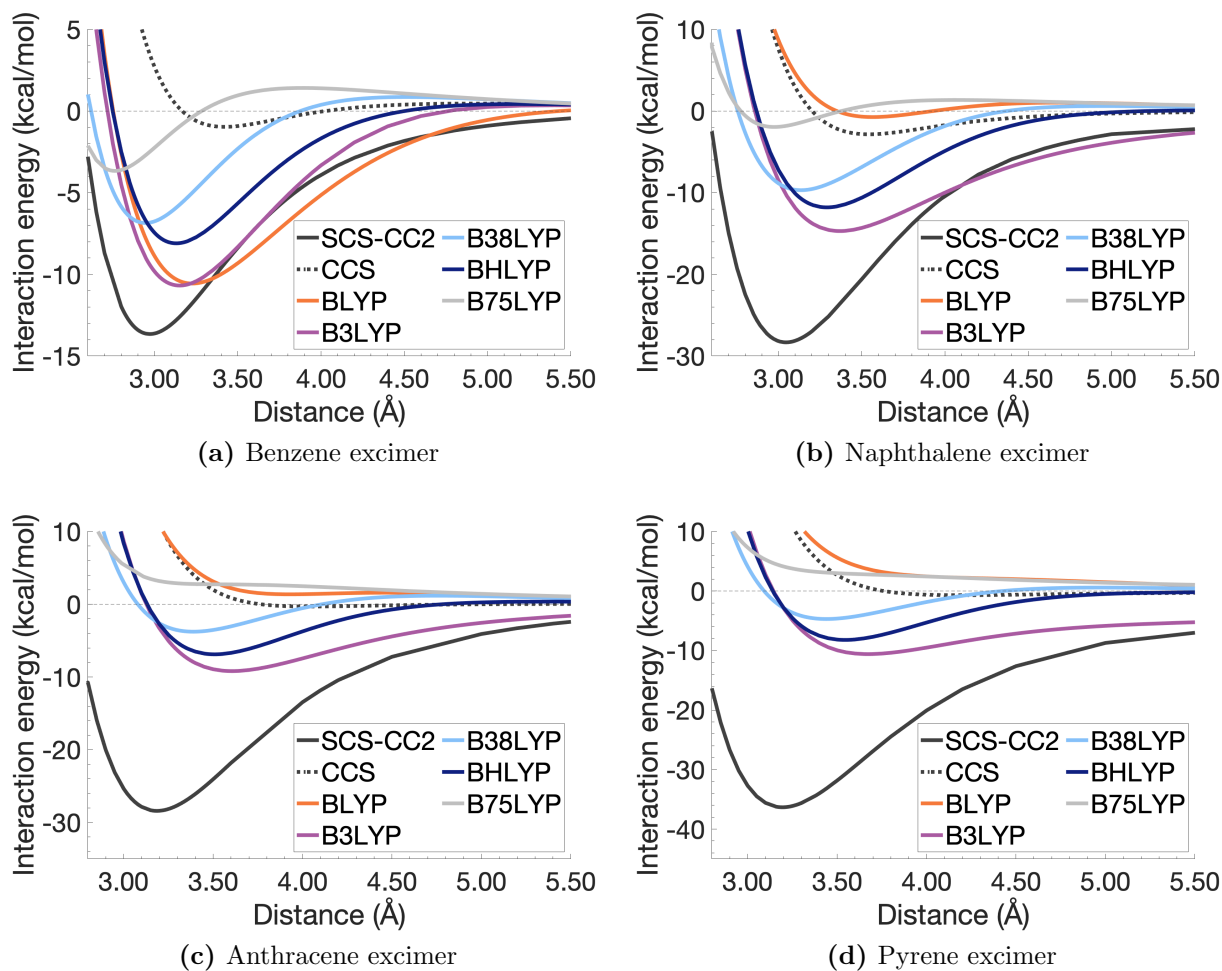 Interaction energy (kcal/mol)
5
0
-5
-10
-15
SCS-CC2
CCS
BLYP
B3LYP
B38LYP
BHLYP
B75LYP
3.00 3.50 4.00 4.50 5.00 5.50
Distance (Å)
(a) Benzene excimer
Interaction energy (kcal/mol)
10
0
-10
-20
-30
SCS-CC2
CCS
BLYP
B3LYP
B38LYP
BHLYP
B75LYP
3.00 3.50 4.00 4.50 5.00 5.50
Distance (Å)
(b) Naphthalene excimer
Interaction energy (kcal/mol)
10
0
-10
-20
-30
SCS-CC2
CCS
BLYP
B3LYP
B38LYP
BHLYP
B75LYP
3.00 3.50 4.00 4.50 5.00 5.50
Distance (Å)
(c) Anthracene excimer
Interaction energy (kcal/mol)
10
0
-10
-20
-30
-40
SCS-CC2
CCS
BLYP
B3LYP
B38LYP
BHLYP
B75LYP
3.00 3.50 4.00 4.50 5.00 5.50
Distance (Å)
(d) Pyrene excimer